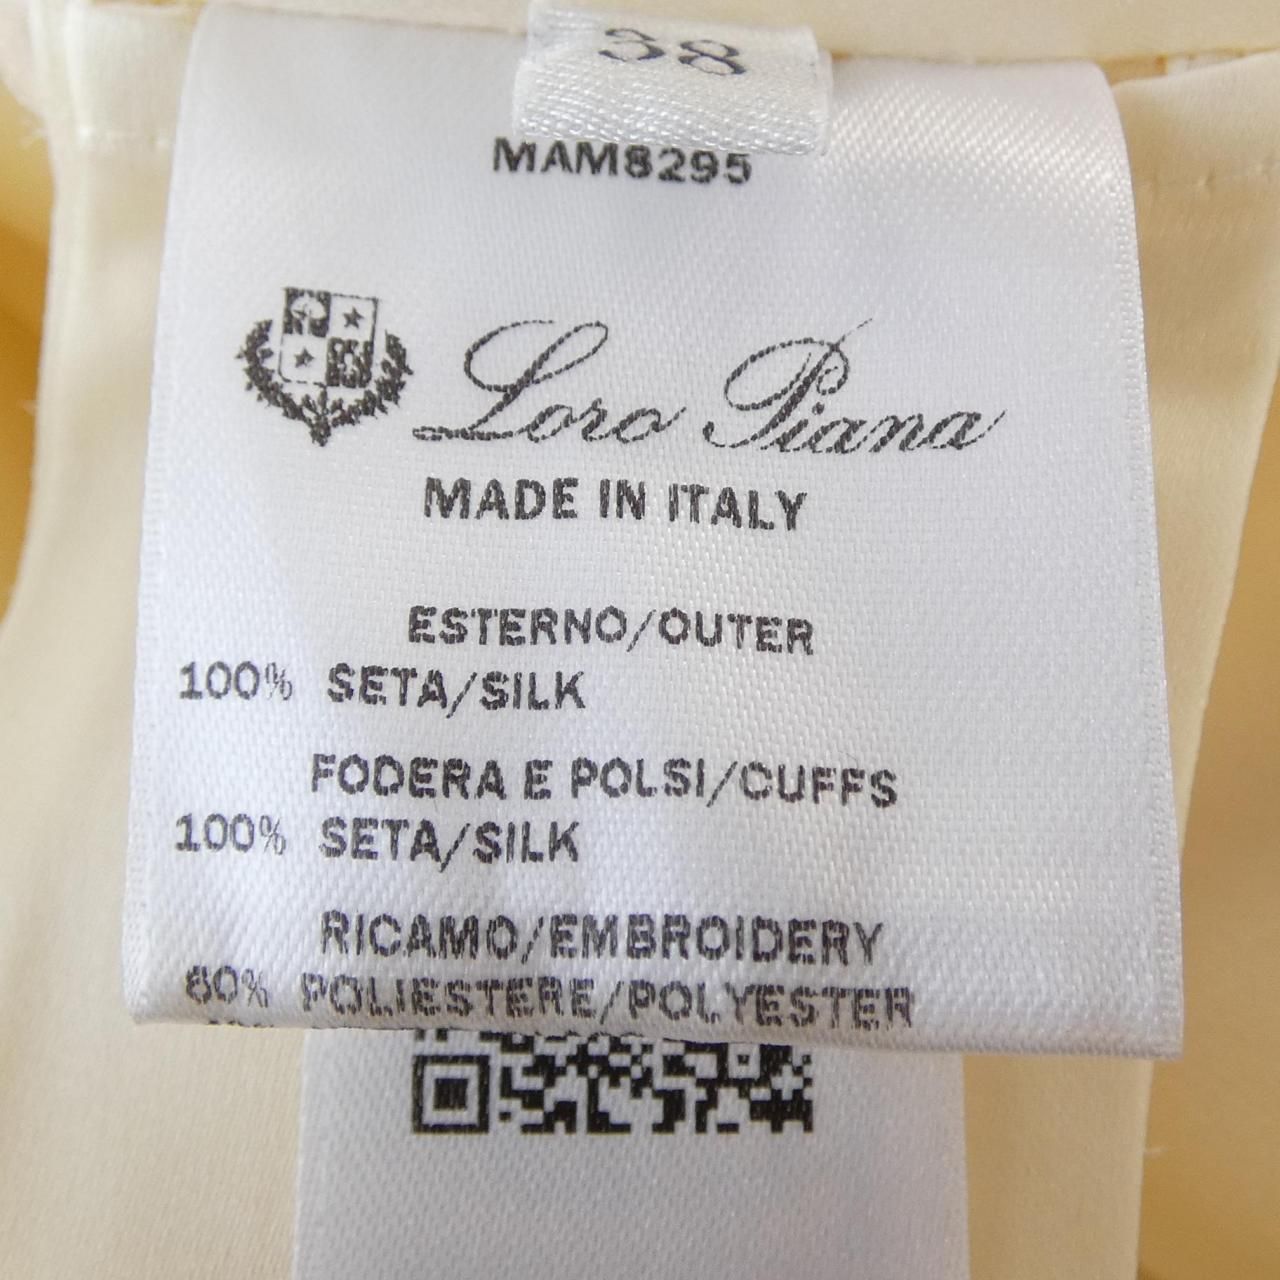 38
MAM8295
Loro Piana
MADE IN ITALY
ESTERNO/OUTER
100% SETA/SILK
FODERA E POLSI/CUFFS
100% SETA/SILK
RICAMO/EMBROIDERY
60% POLIESTERE/POLYESTER